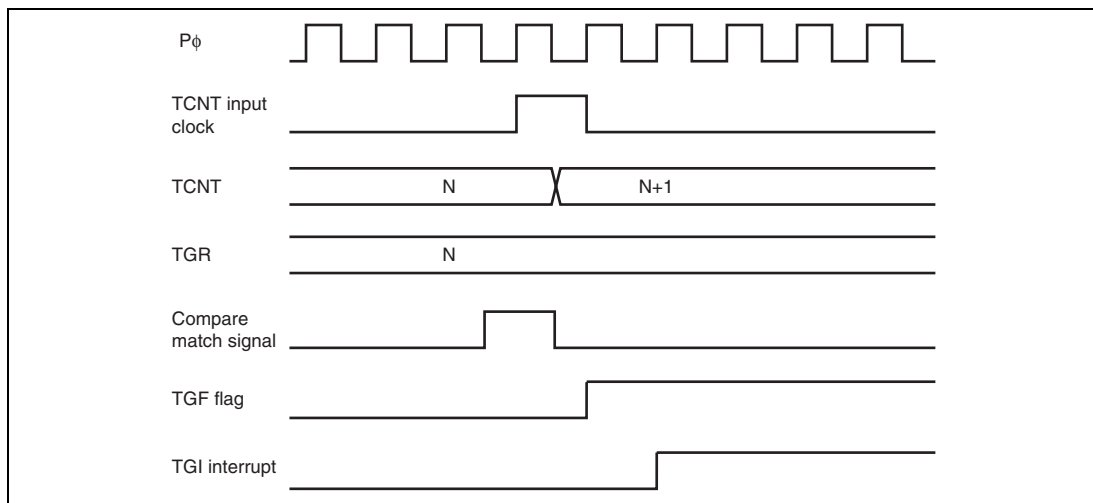 Pϕ
TCNT input
clock
TCNT
N
N+1
TGR
N
Compare
match signal
TGF flag
TGI interrupt